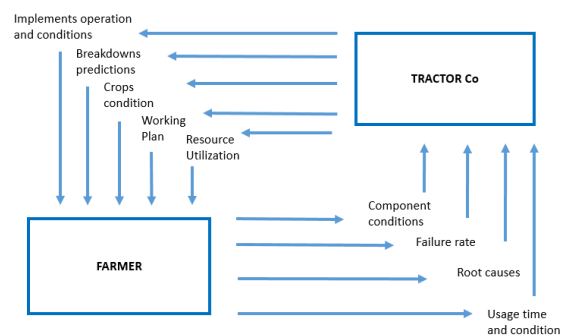 Implements operation
and conditions
Breakdowns
predictions
Crops
condition
Working
Plan
Resource
Utilization
TRACTOR Co
Component
conditions
Failure rate
Root causes
Usage time
and condition
FARMER